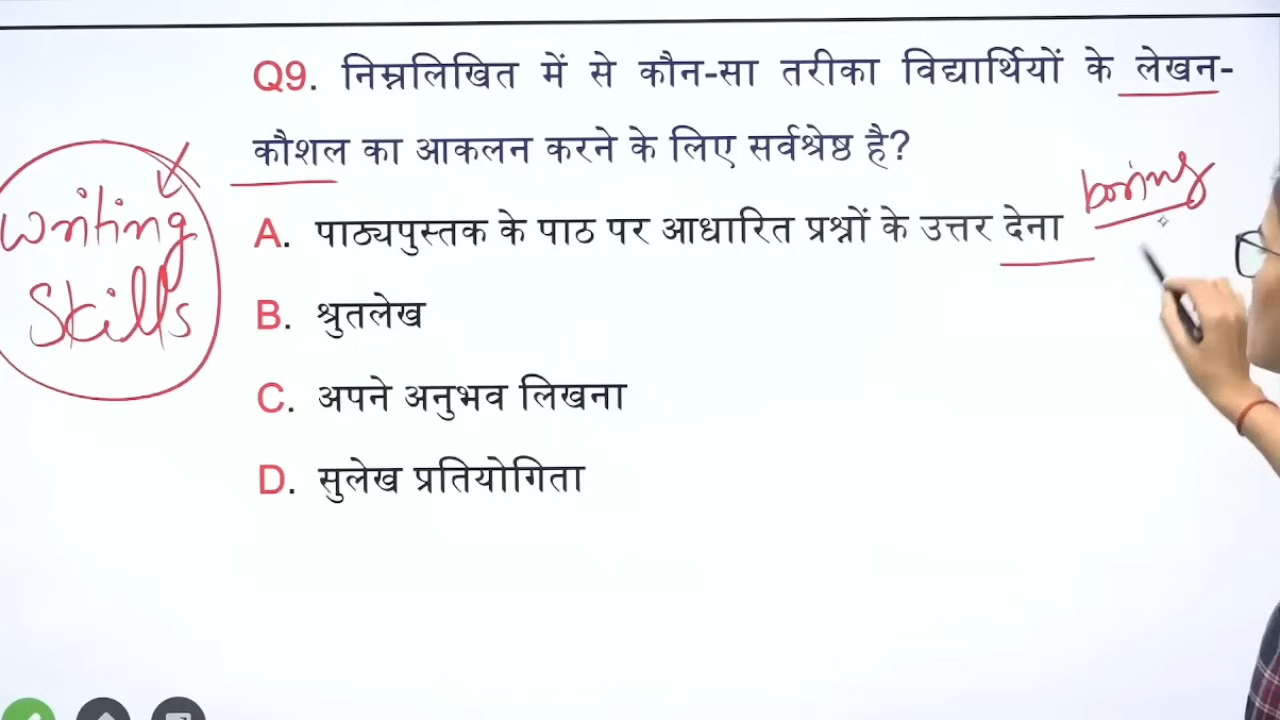 Q9. निम्नलिखित में से कौन-सा तरीका विद्यार्थियों के लेखन-
कौशल का आकलन करने के लिए सर्वश्रेष्ठ है?
A. पाठ्यपुस्तक के पाठ पर आधारित प्रश्नों के उत्तर देना
boring
B. श्रुतलेख
C. अपने अनुभव लिखना
D. सुलेख प्रतियोगिता
Writing
Skills